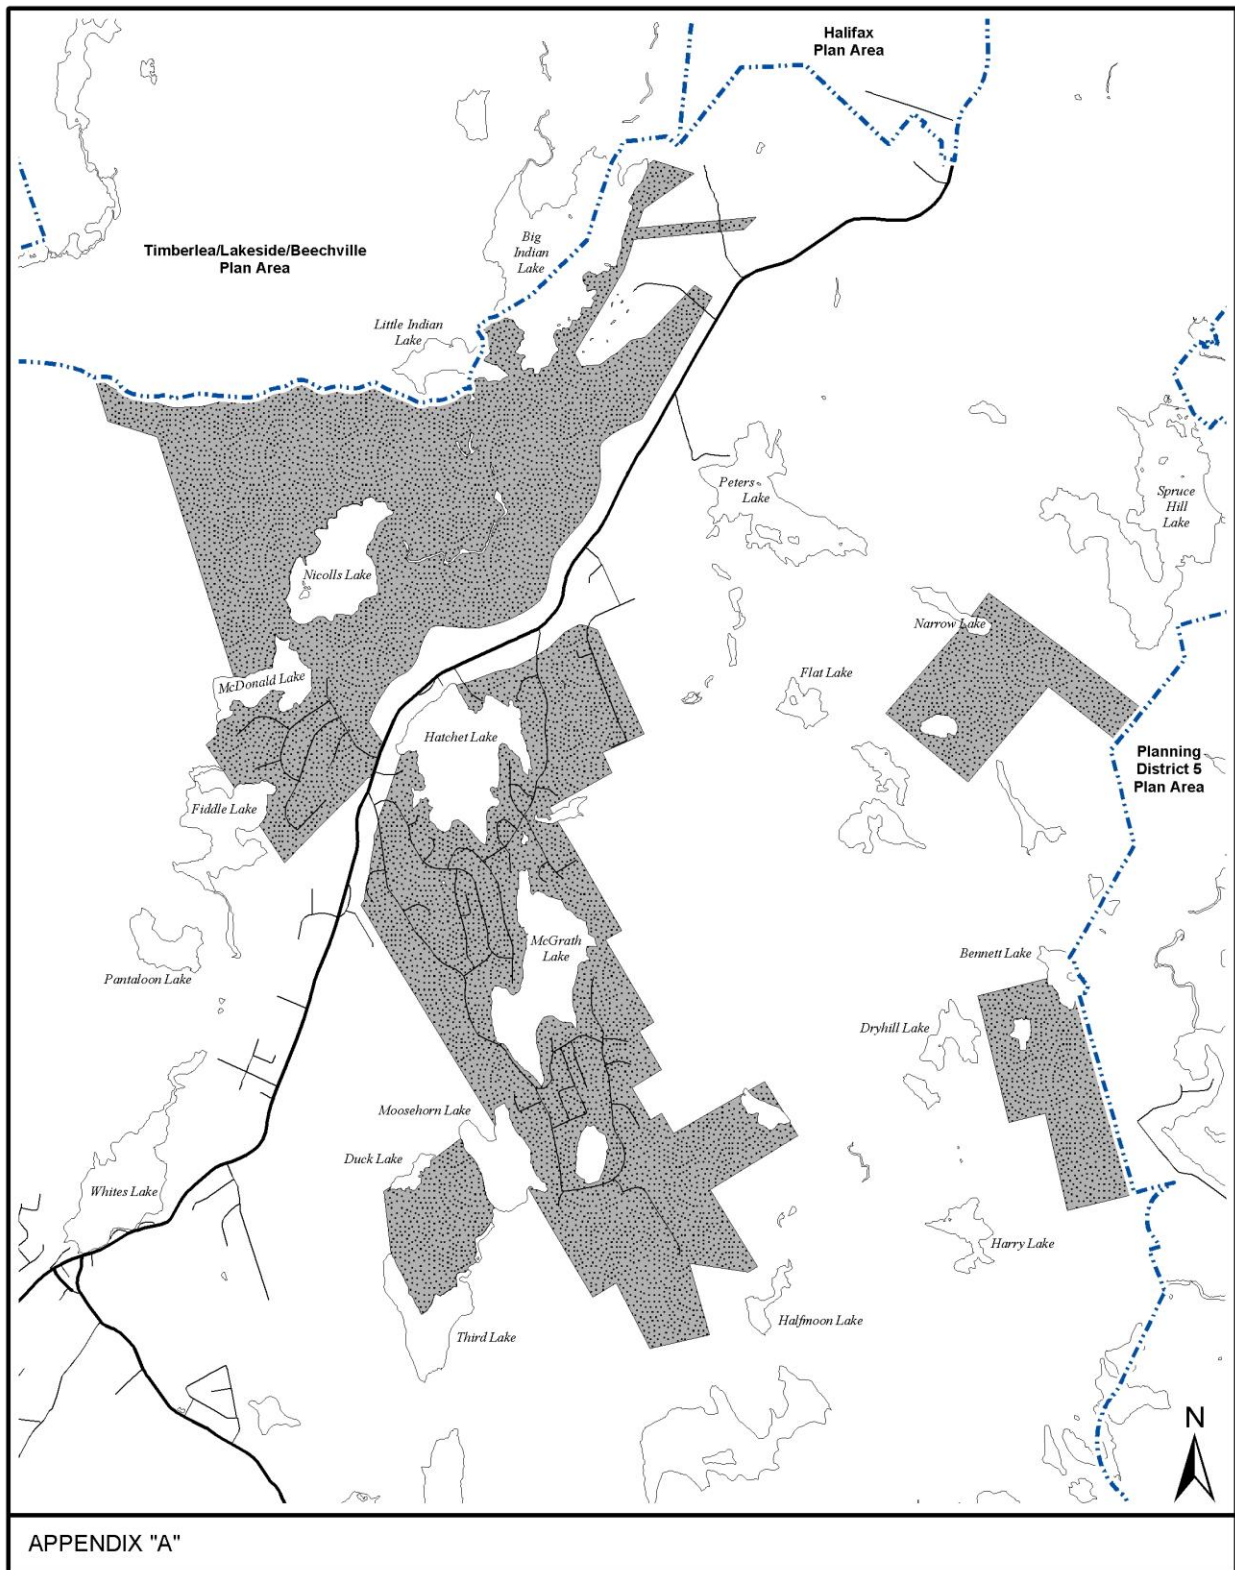 Halifax
Plan Area
Timberlea/Lakeside/Beechville
Plan Area
Big
Indian
Lake
Little Indian
Lake
Peters
Lake
Spruce
Hill
Lake
Nicolls Lake
Narrow Lake
McDonald Lake
Flat Lake
Hatchet Lake
Planning
District 5
Plan Area
Fiddle Lake
McGrath
Lake
Pantaloon Lake
Bennett Lake
Dryhill Lake
Moosehorn Lake
Duck Lake
Whites Lake
Harry Lake
Halfmoon Lake
Third Lake
N
APPENDIX "A"